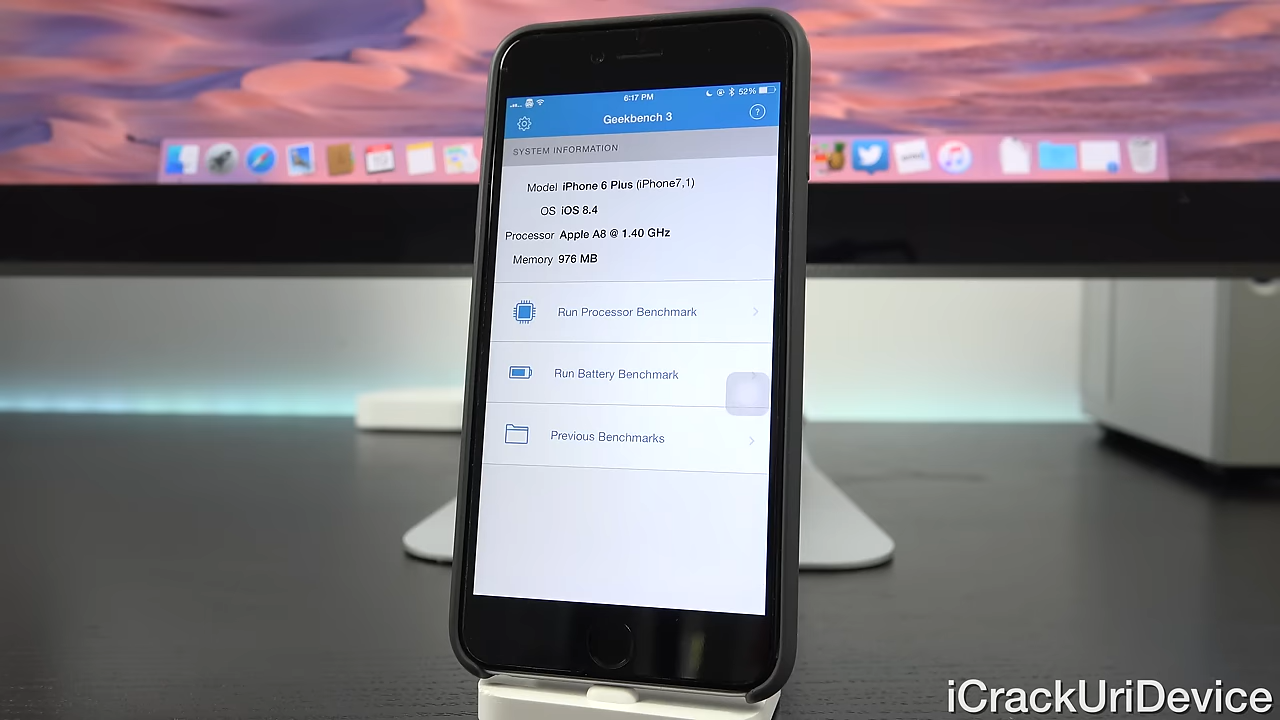 6:17 PM
52%
Geekbench 3
?
SYSTEM INFORMATION
Model iPhone 6 Plus (iPhone7,1)
OS iOS 8.4
Processor Apple A8 @ 1.40 GHz
Memory 976 MB
Run Processor Benchmark
Run Battery Benchmark
Previous Benchmarks
iCrackUriDevice